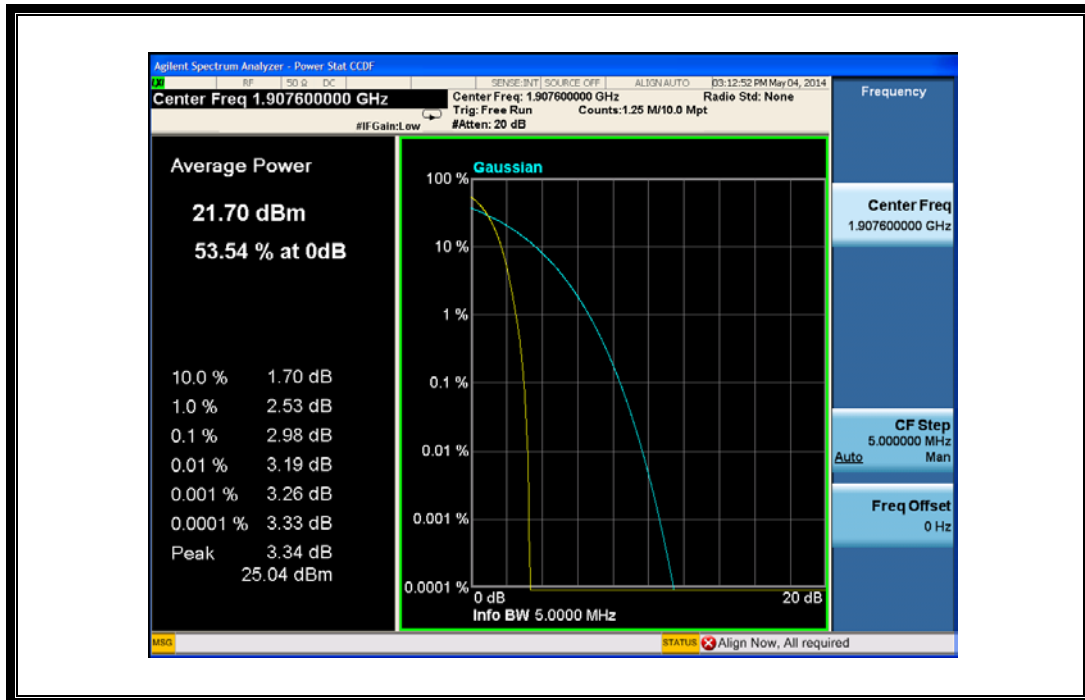 Agilent Spectrum Analyzer - Power Stat CCDF
LXI RF 50 Ω DC SENSE:INT SOURCE OFF ALIGN AUTO 03:12:52 PM May 04, 2014
Center Freq 1.907600000 GHz
Center Freq: 1.907600000 GHz Radio Std: None
Trig: Free Run Counts:1.25 M/10.0 Mpt
#IFGain:Low #Atten: 20 dB
Average Power
21.70 dBm
53.54 % at 0dB
10.0 % 1.70 dB
1.0 % 2.53 dB
0.1 % 2.98 dB
0.01 % 3.19 dB
0.001 % 3.26 dB
0.0001 % 3.33 dB
Peak 3.34 dB
25.04 dBm
Gaussian
100 %
10 %
1 %
0.1 %
0.01 %
0.001 %
0.0001 %
0 dB 20 dB
Info BW 5.0000 MHz
Frequency
Center Freq
1.907600000 GHz
CF Step
5.000000 MHz
Auto Man
Freq Offset
0 Hz
MSG STATUS Align Now, All required